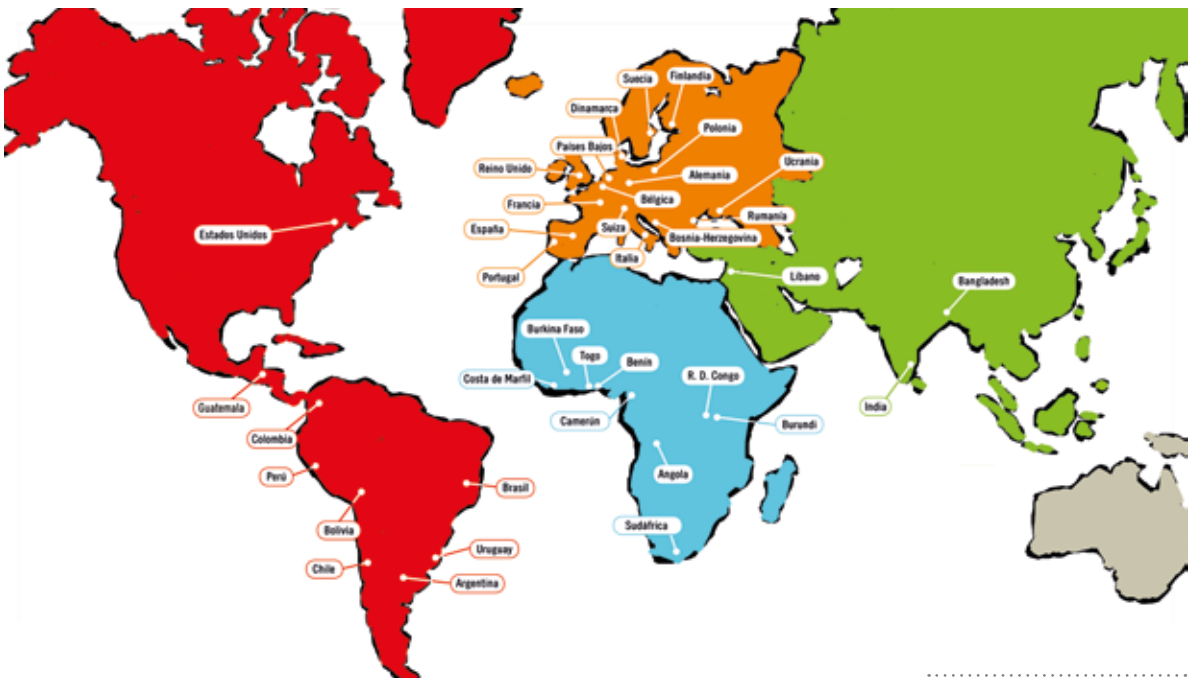 Suecia
Finlandia
Dinamarca
Polonia
Países Bajos
Ucrania
Reino Unido
Alemania
Bélgica
Francia
Rumanía
España
Suiza
Bosnia-Herzegovina
Italia
Portugal
Estados Unidos
Líbano
Bangladesh
Burkina Faso
Togo
Benín
Costa de Marfil
R. D. Congo
India
Guatemala
Camerún
Burundi
Colombia
Perú
Angola
Brasil
Bolivia
Sudáfrica
Uruguay
Chile
Argentina